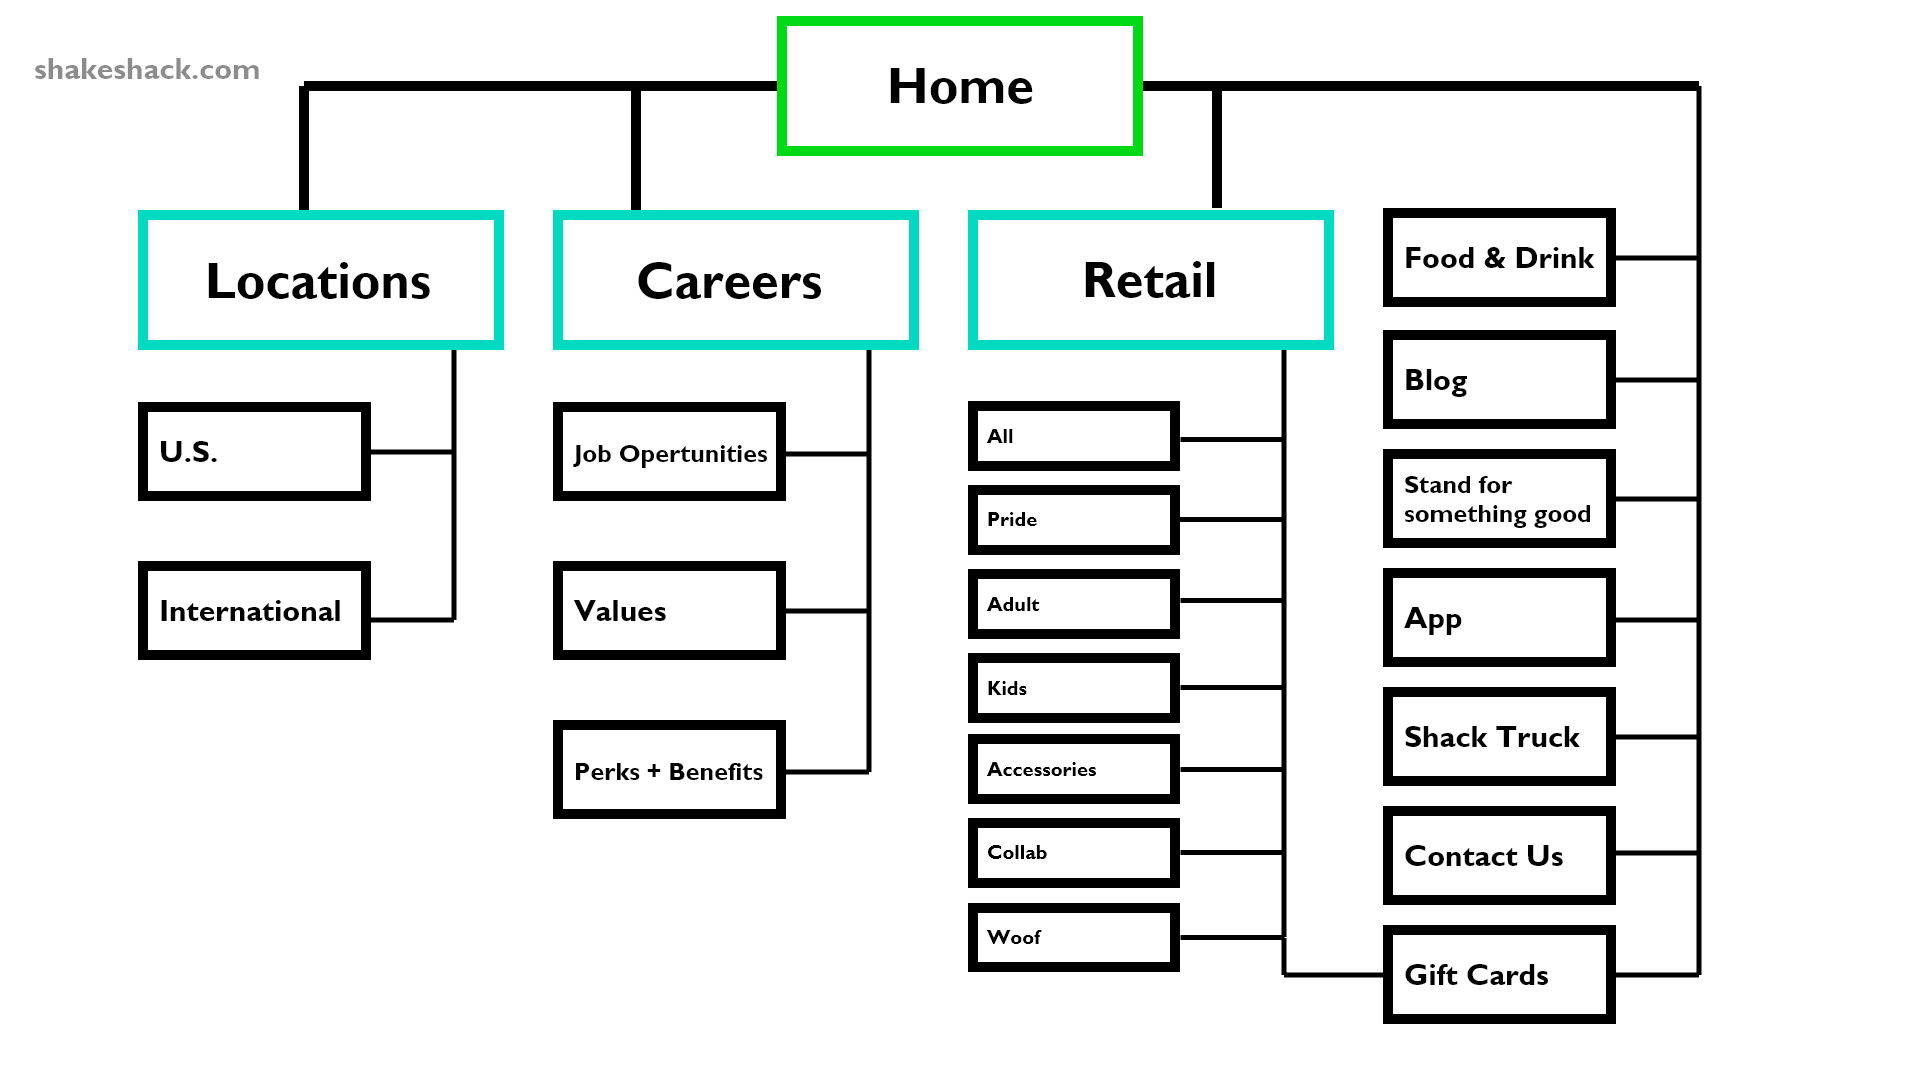 shakeshack.com
Home
Locations
Careers
Retail
U.S.
International
Job Opertunities
Values
Perks + Benefits
All
Pride
Adult
Kids
Accessories
Collab
Woof
Food & Drink
Blog
Stand for
something good
App
Shack Truck
Contact Us
Gift Cards